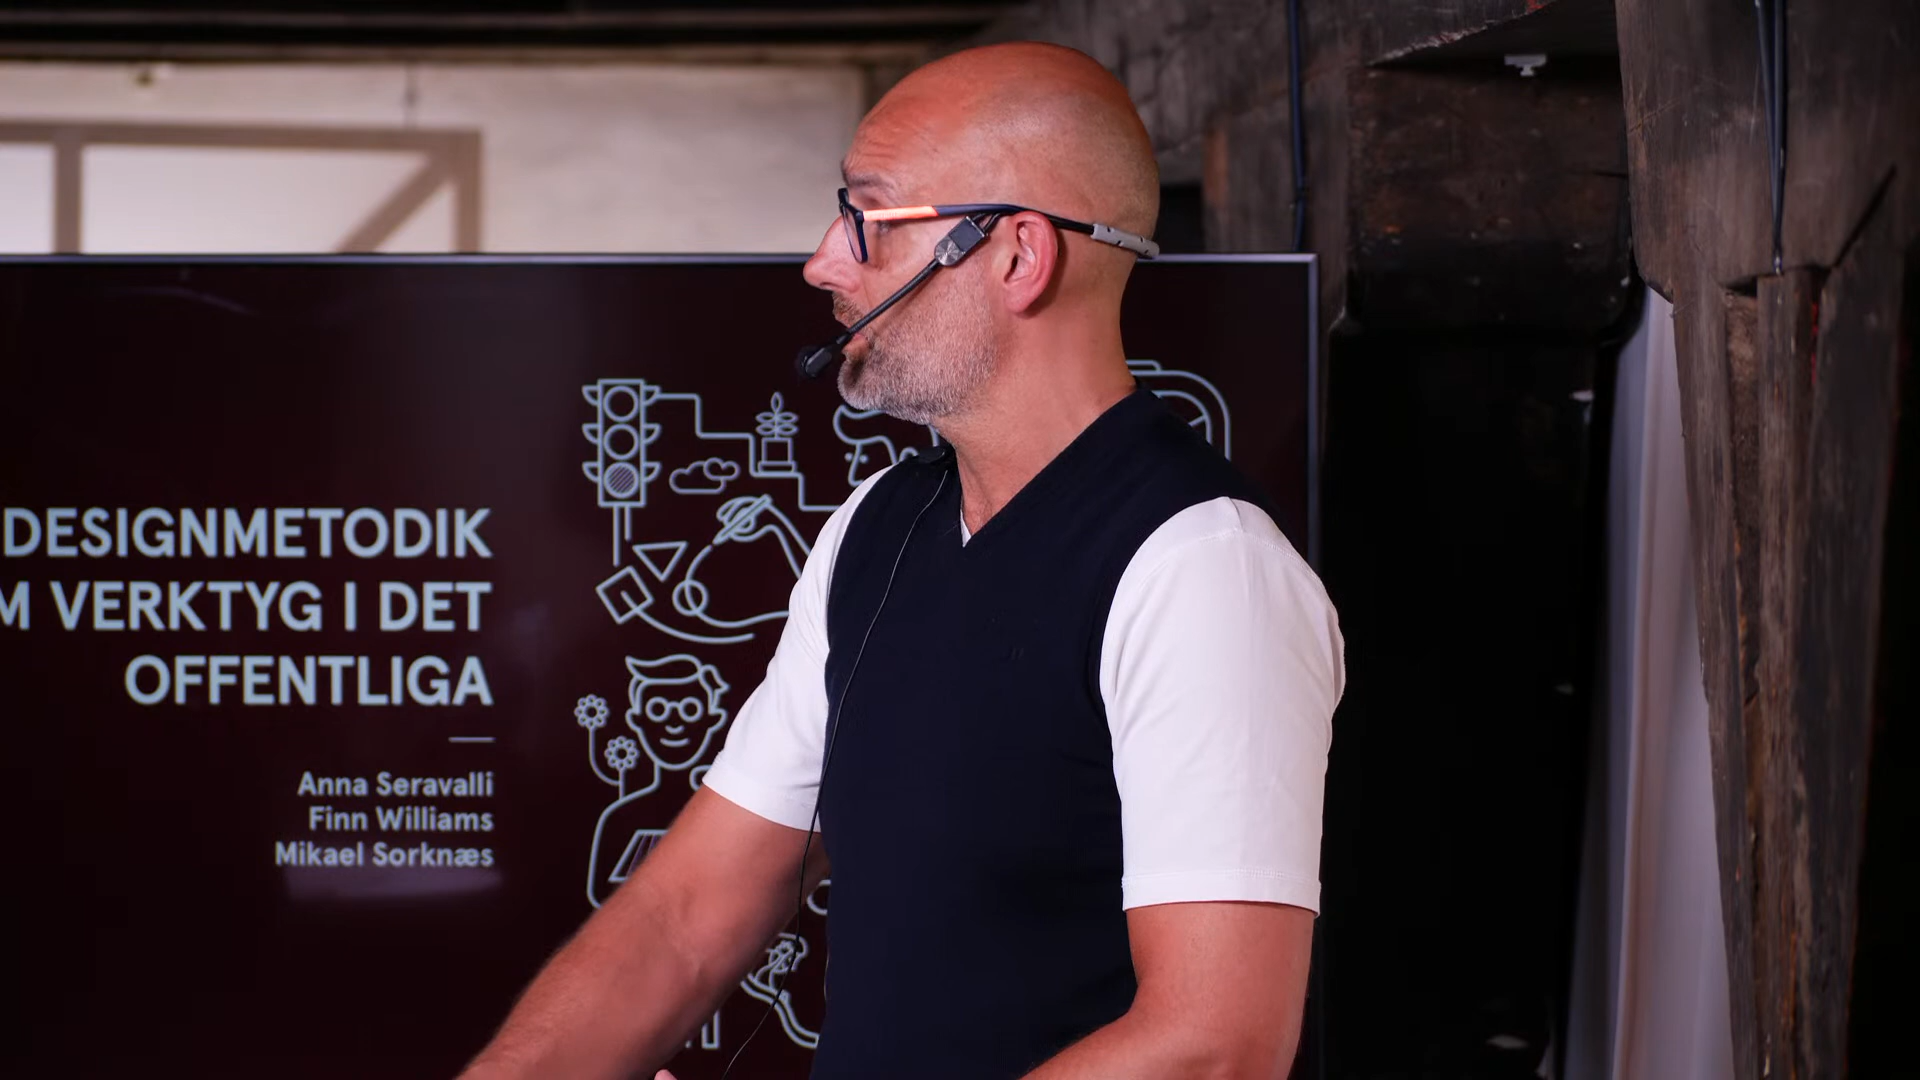 DESIGNMETODIK
M VERKTYG I DET
OFFENTLIGA
Anna Seravalli
Finn Williams
Mikael Sorknæs